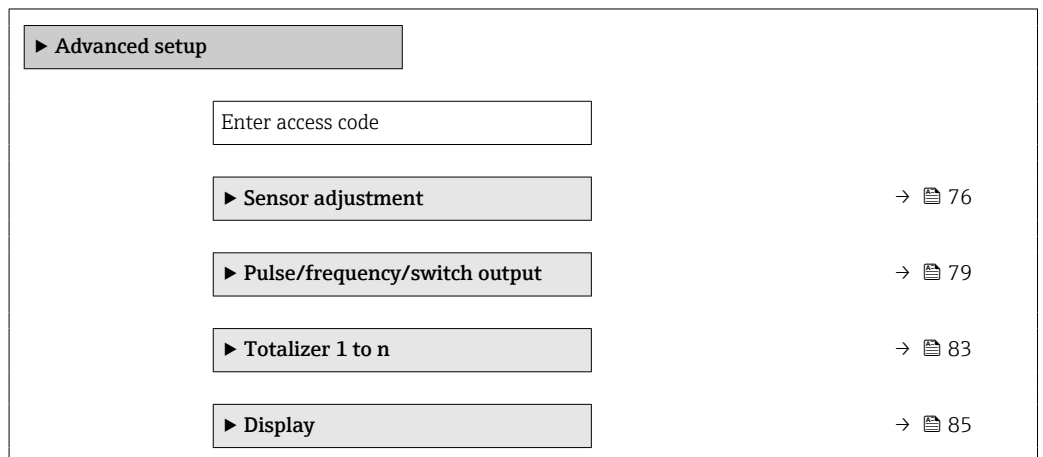 ▶ Advanced setup
Enter access code
▶ Sensor adjustment → 76
▶ Pulse/frequency/switch output → 79
▶ Totalizer 1 to n → 83
▶ Display → 85